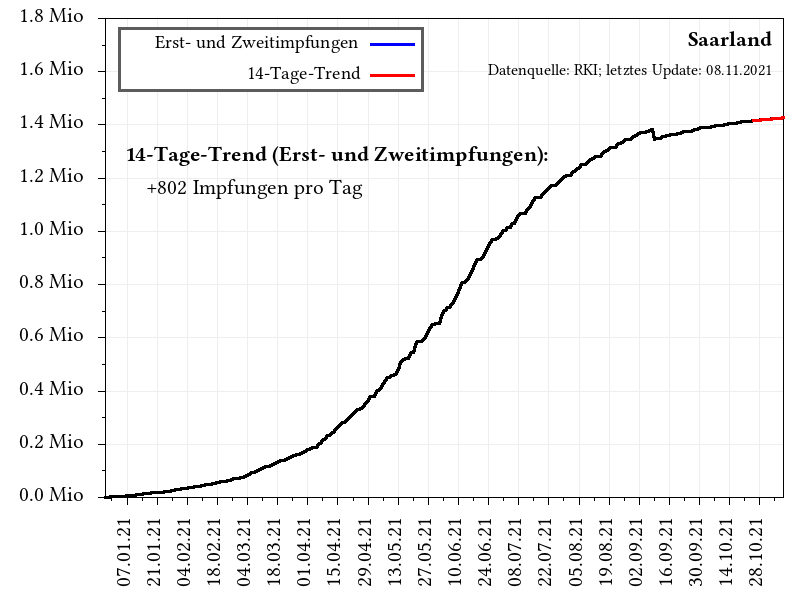 1.8 Mio
1.6 Mio
1.4 Mio
1.2 Mio
1.0 Mio
0.8 Mio
0.6 Mio
0.4 Mio
0.2 Mio
0.0 Mio
Erst- und Zweitimpfungen
14-Tage-Trend
Saarland
Datenquelle: RKI; letztes Update: 08.11.2021
14-Tage-Trend (Erst- und Zweitimpfungen):
+802 Impfungen pro Tag
07.01.21
21.01.21
04.02.21
18.02.21
04.03.21
18.03.21
01.04.21
15.04.21
29.04.21
13.05.21
27.05.21
10.06.21
24.06.21
08.07.21
22.07.21
05.08.21
19.08.21
02.09.21
16.09.21
30.09.21
14.10.21
28.10.21